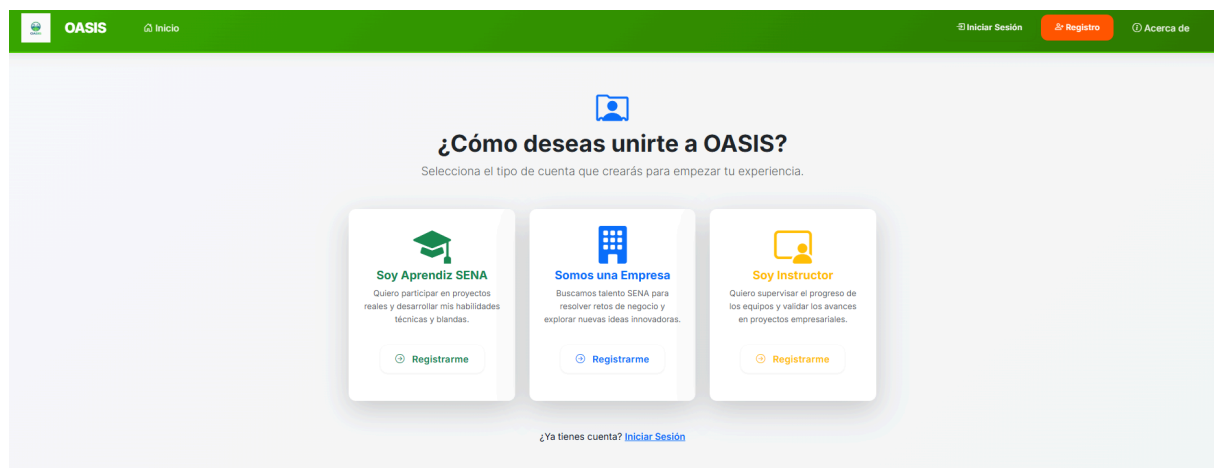 OASIS
Inicio
Iniciar Sesión
Registro
Acerca de
¿Cómo deseas unirte a OASIS?
Selecciona el tipo de cuenta que crearás para empezar tu experiencia.
Soy Aprendiz SENA
Quiero participar en proyectos
reales y desarrollar mis habilidades
técnicas y blandas.
Registrarme
Somos una Empresa
Buscamos talento SENA para
resolver retos de negocio y
explorar nuevas ideas innovadoras.
Registrarme
Soy Instructor
Quiero supervisar el progreso de
los equipos y validar los avances
en proyectos empresariales.
Registrarme
¿Ya tienes cuenta? Iniciar Sesión